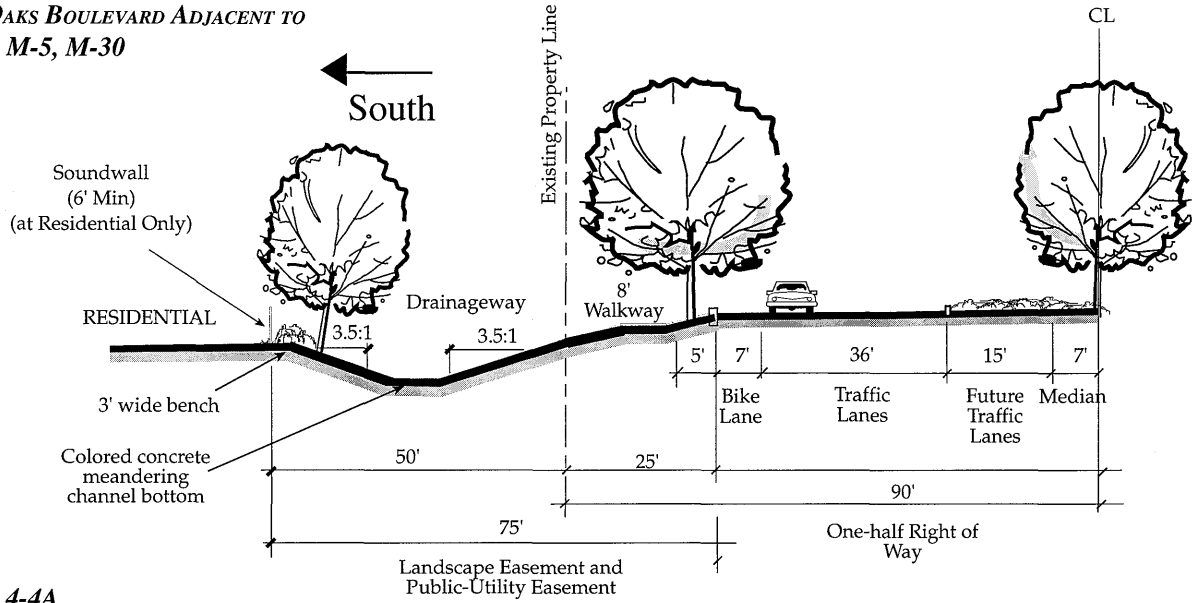 OAKS BOULEVARD ADJACENT TO
M-5, M-30
South
Existing Property Line
CL
Soundwall
(6' Min)
(at Residential Only)
RESIDENTIAL
3.5:1
Drainageway
3.5:1
8'
Walkway
3' wide bench
5'
7'
36'
15'
7'
Bike
Lane
Traffic
Lanes
Future
Traffic
Lanes
Median
Colored concrete
meandering
channel bottom
50'
25'
90'
75'
One-half Right of
Way
Landscape Easement and
Public-Utility Easement
4-4A